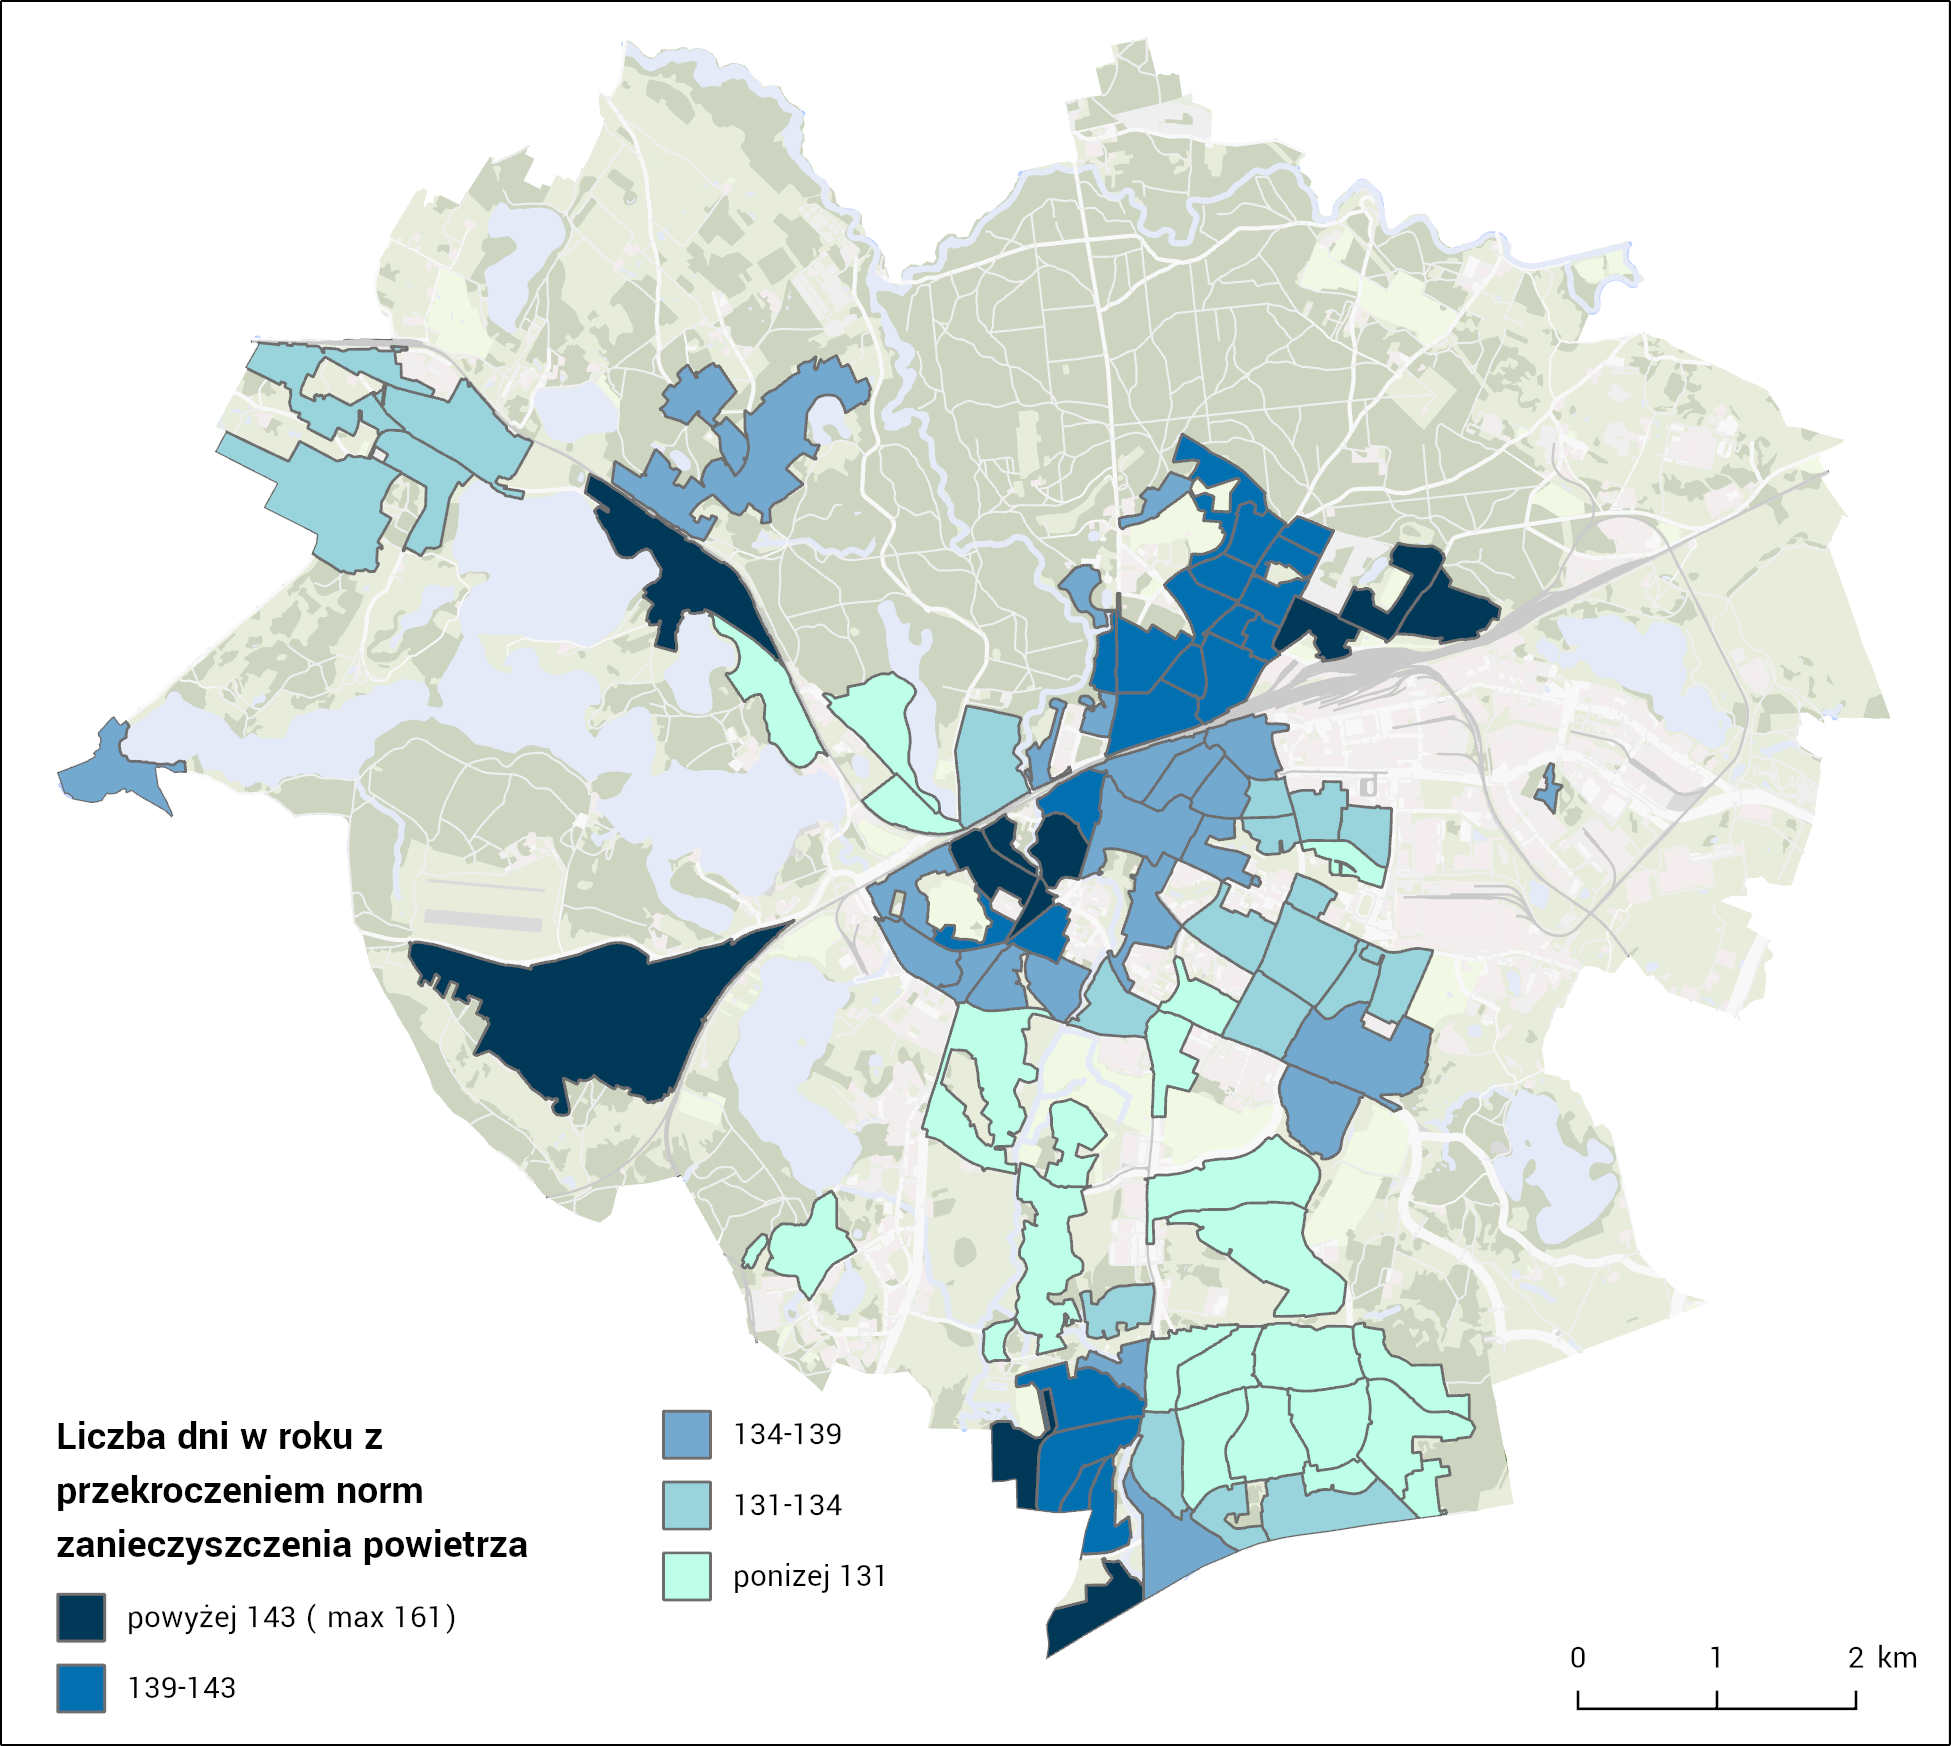 Liczba dni w roku z
przekroczeniem norm
zanieczyszczenia powietrza
powyżej 143 ( max 161)
139-143
134-139
131-134
ponizej 131
0 1 2 km